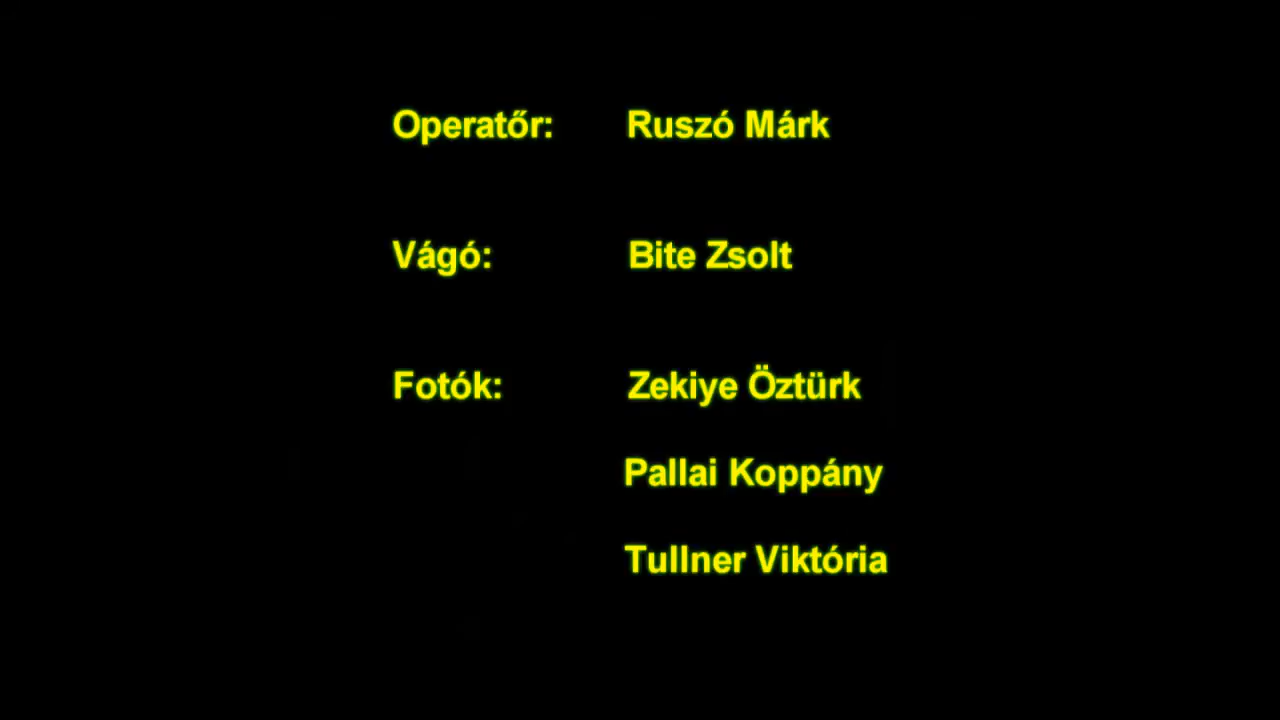 Operatőr: Ruszó Márk
Vágó: Bite Zsolt
Fotók: Zekiye Öztürk
Pallai Koppány
Tullner Viktória